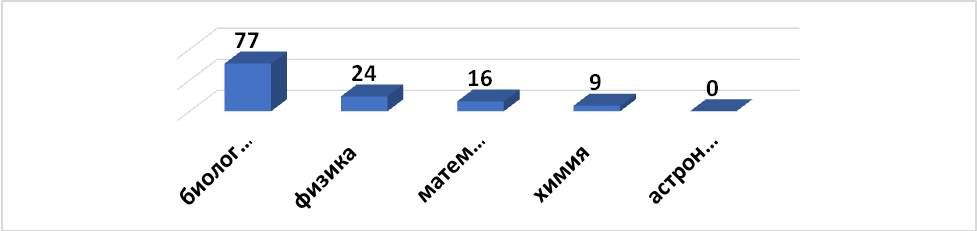 77
24
16
9
0
биолог...
физика
матем...
химия
астрон...